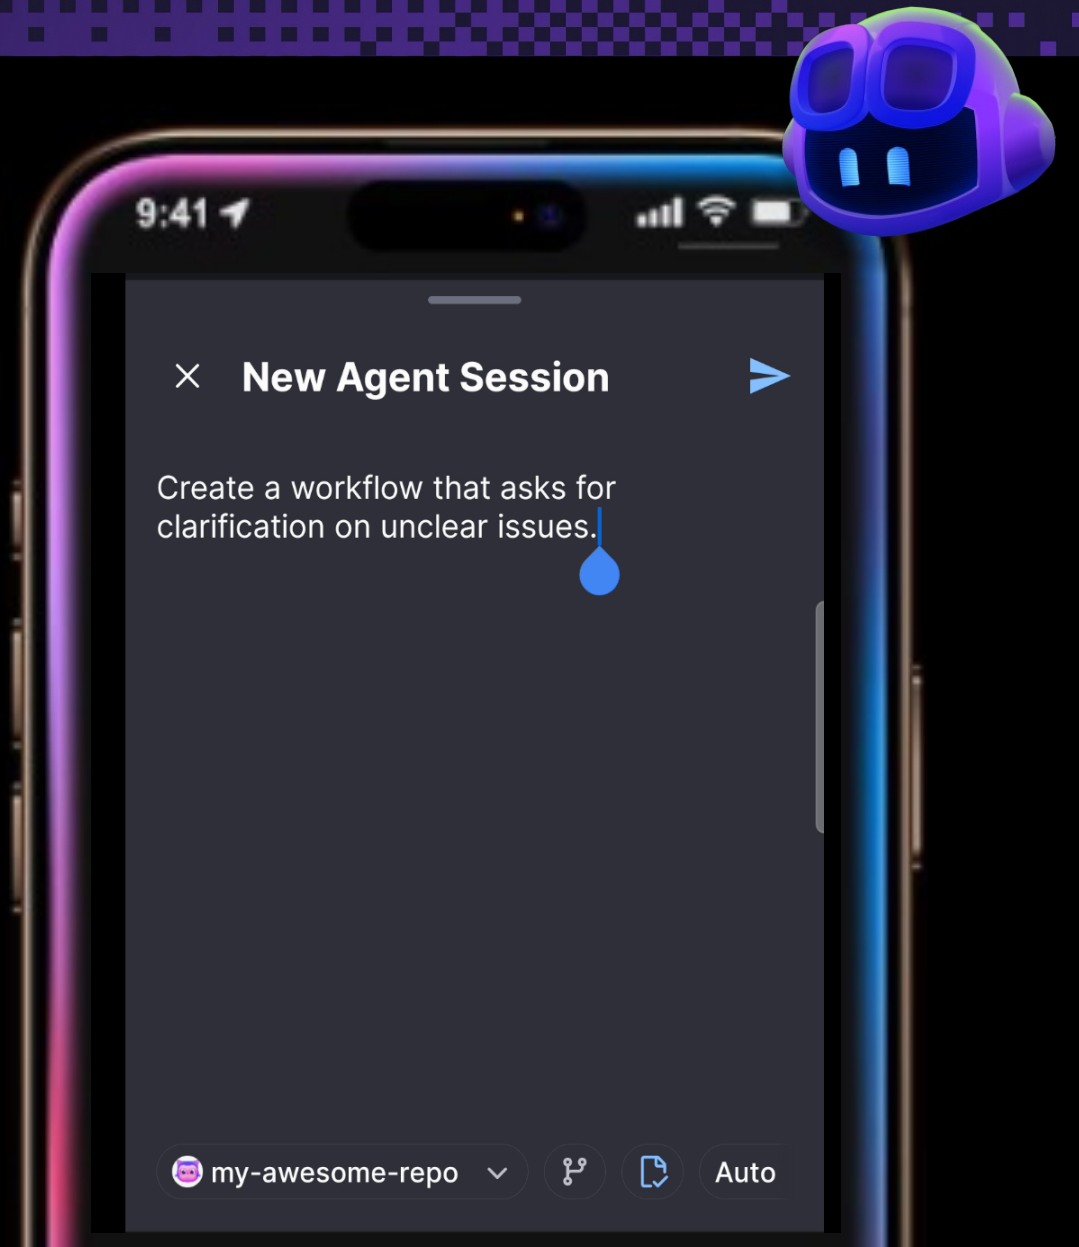 9:41
New Agent Session
Create a workflow that asks for
clarification on unclear issues.
my-awesome-repo
Auto